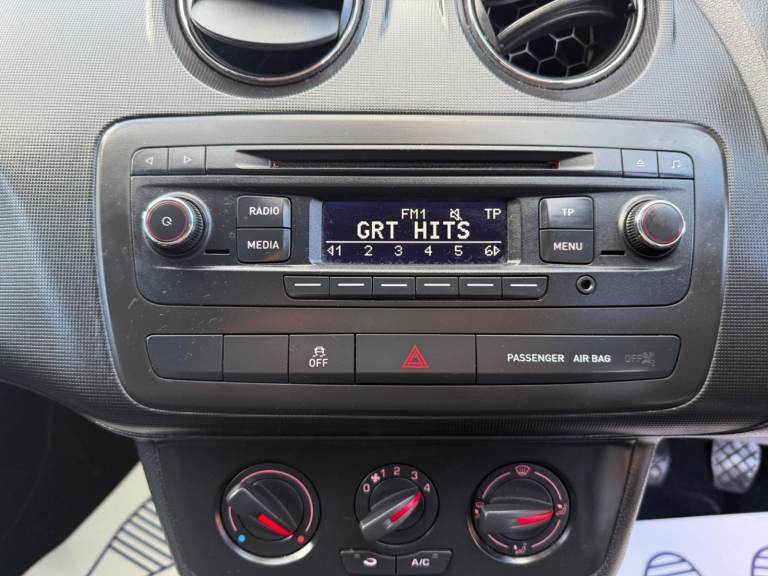 FM1 TP
RADIO GRT HITS TP
MEDIA 1 2 3 4 5 6 MENU
OFF PASSENGER AIR BAG OFF
0 1 2 3 4
A/C